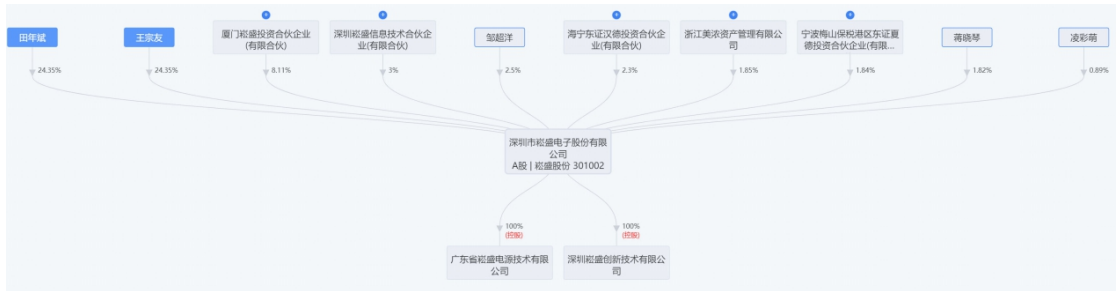 田年斌
王宗友
厦门崧盛投资合伙企业
(有限合伙)
深圳崧盛信息技术合伙企
业(有限合伙)
邹超洋
海宁东证汉德投资合伙企
业(有限合伙)
浙江美浓资产管理有限公
司
宁波梅山保税港区东证夏
德投资合伙企业(有限...
蒋晓琴
凌彩萌
24.35%
24.35%
8.11%
3%
2.5%
2.3%
1.85%
1.84%
1.82%
0.89%
深圳市崧盛电子股份有限
公司
A股 | 崧盛股份 301002
100%
(控股)
100%
(控股)
广东省崧盛电源技术有限
公司
深圳崧盛创新技术有限公
司